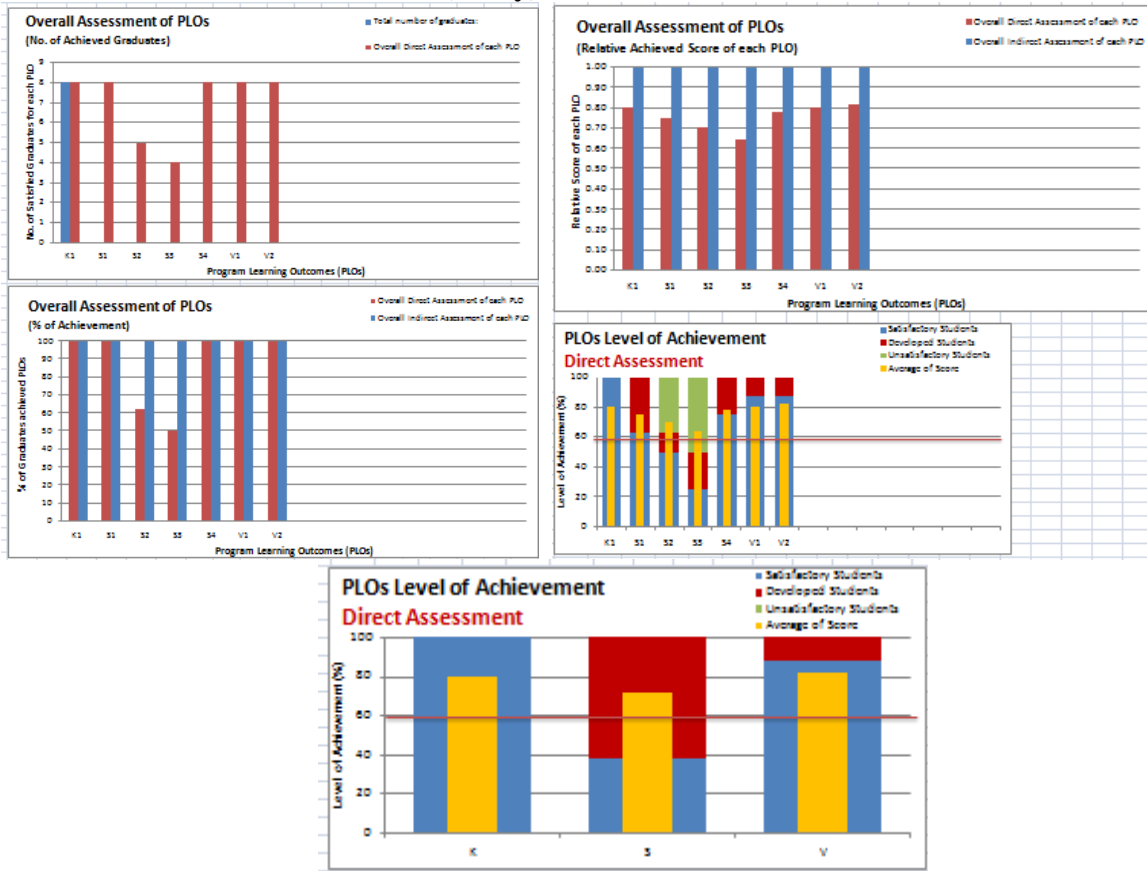 Overall Assessment of PLOs
(No. of Achieved Graduates)
Total number of graduates:
Overall Direct Assessment of each PLO
No. of Satisfied Graduates for each PLO
9
8
7
6
5
4
3
2
1
0
K1 S1 S2 S3 S4 V1 V2
Program Learning Outcomes (PLOs)
Overall Assessment of PLOs
(Relative Achieved Score of each PLO)
Overall Direct Assessment of each PLO
Overall Indirect Assessment of each PLO
Relative Score of each PLO
1.00
0.90
0.80
0.70
0.60
0.50
0.40
0.30
0.20
0.10
0.00
K1 S1 S2 S3 S4 V1 V2
Program Learning Outcomes (PLOs)
Overall Assessment of PLOs
(% of Achievement)
Overall Direct Assessment of each PLO
Overall Indirect Assessment of each PLO
% of Graduates achieved PLOs
100
90
80
70
60
50
40
30
20
10
0
K1 S1 S2 S3 S4 V1 V2
Program Learning Outcomes (PLOs)
PLOs Level of Achievement
Direct Assessment
Satisfactory Students
Developed Students
Unsatisfactory Students
Average of Score
Level of Achievement (%)
100
80
60
40
20
0
K1 S1 S2 S3 S4 V1 V2
PLOs Level of Achievement
Direct Assessment
Satisfactory Students
Developed Students
Unsatisfactory Students
Average of Score
Level of Achievement (%)
100
80
60
40
20
0
K S V